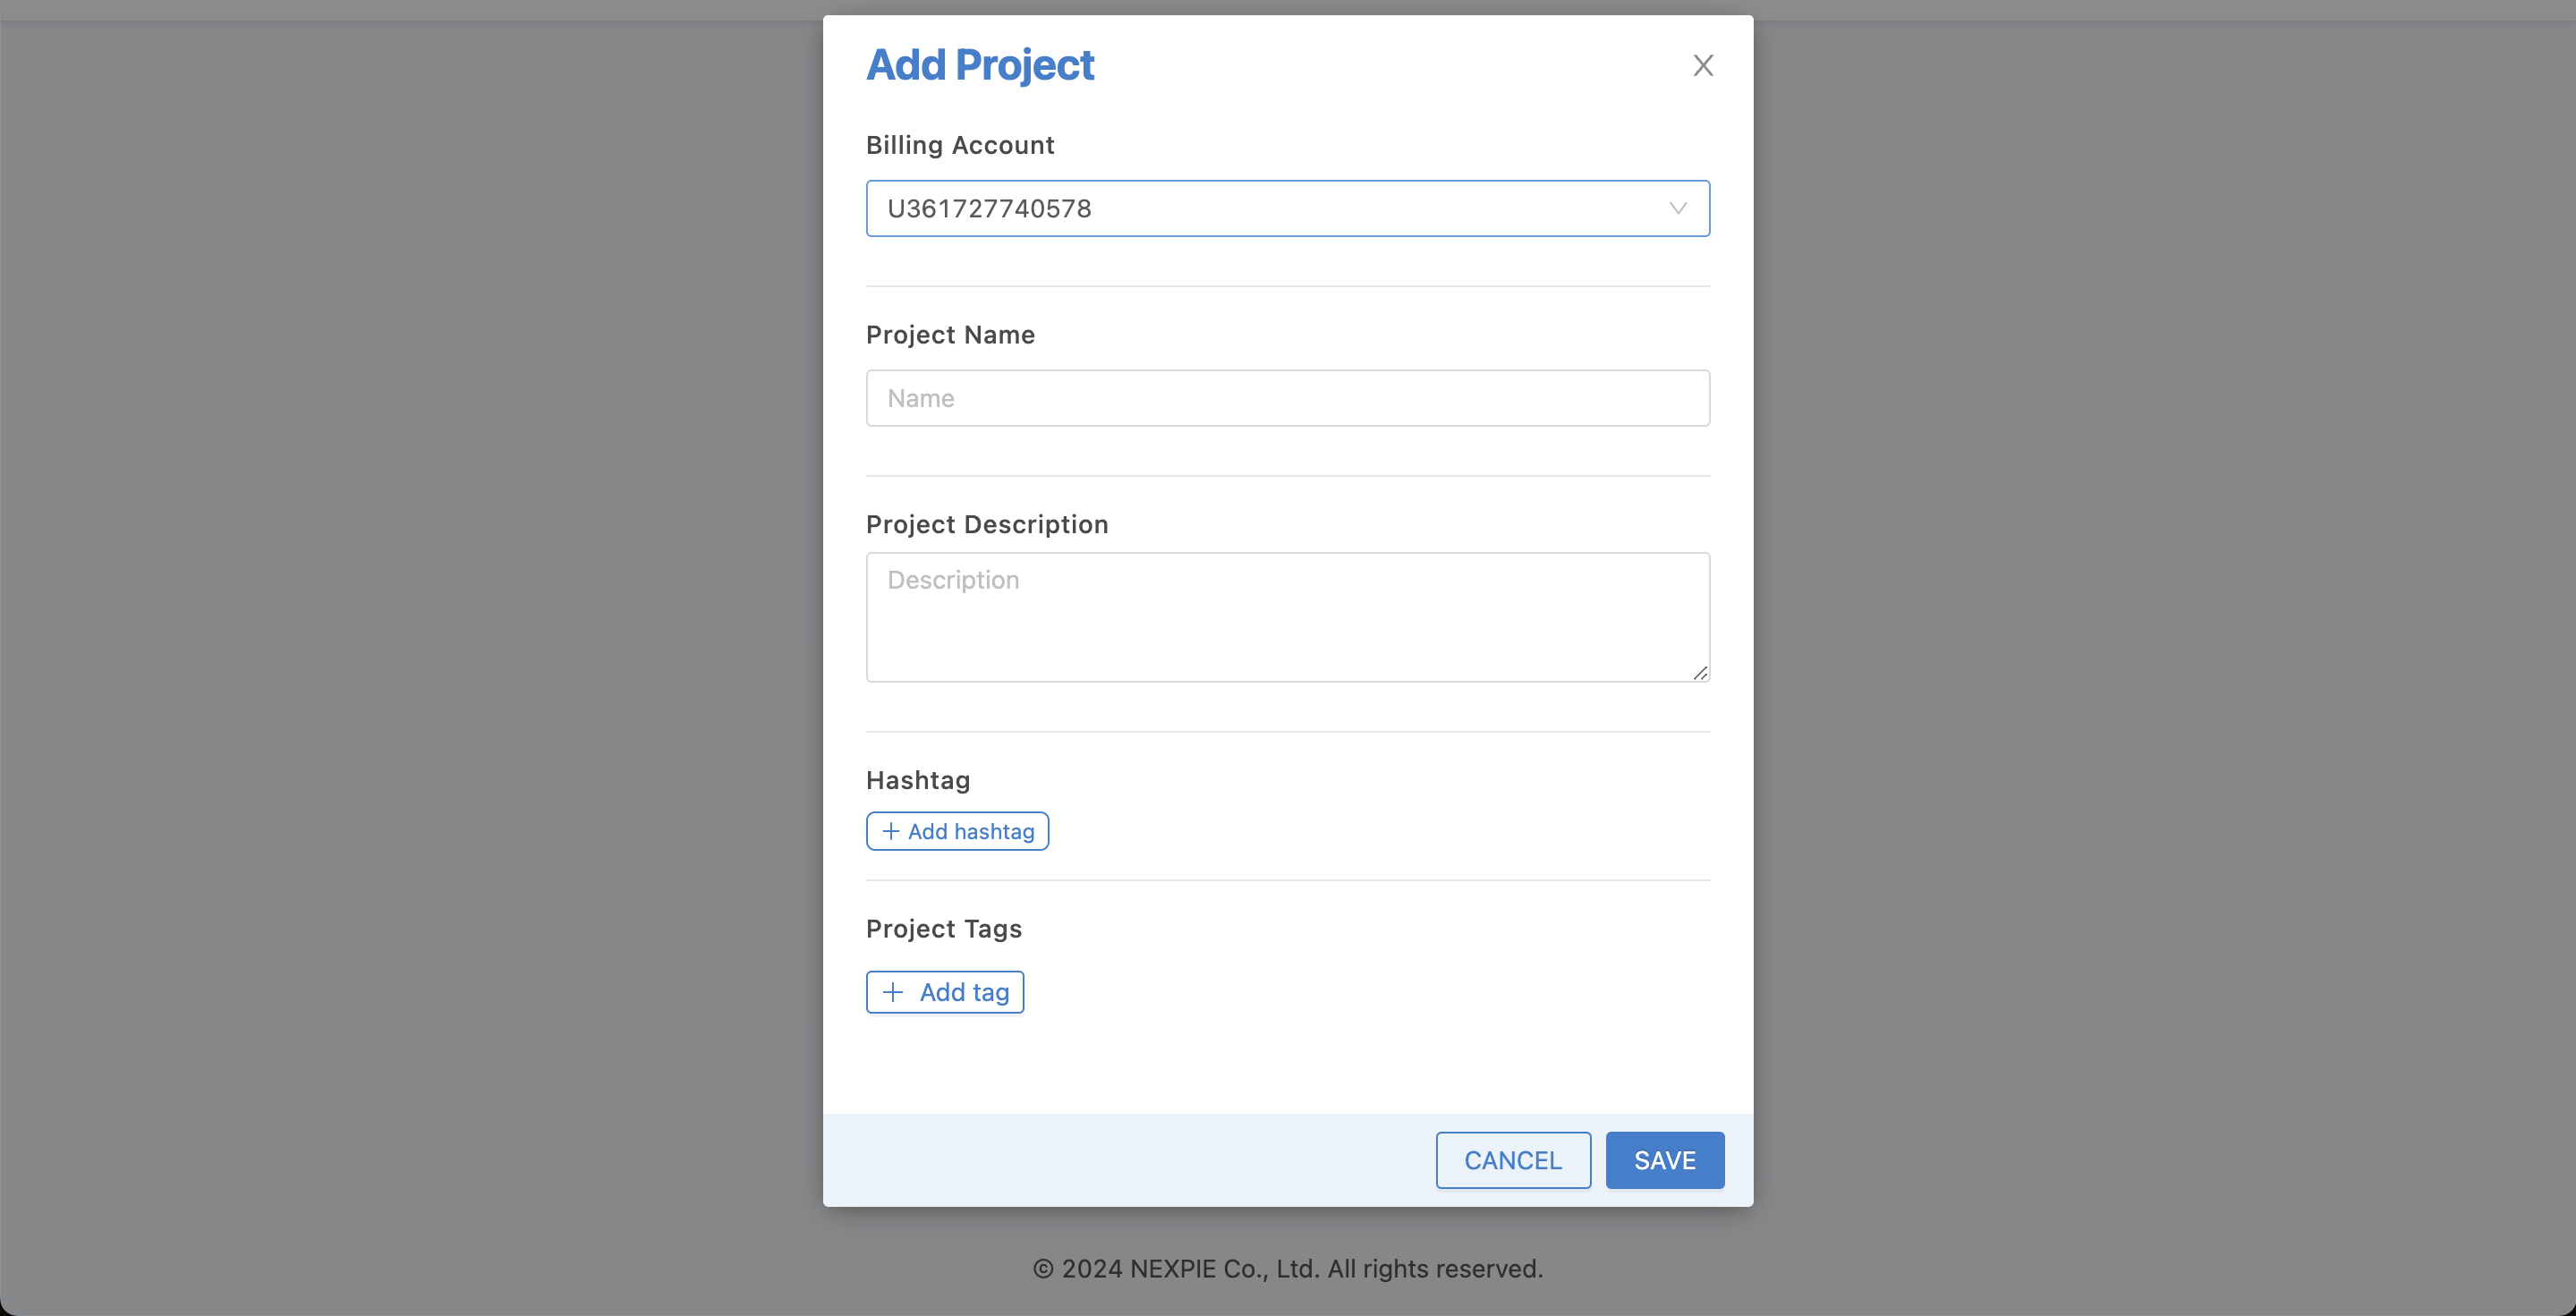 Add Project
Billing Account
U361727740578
Project Name
Name
Project Description
Description
Hashtag
+ Add hashtag
Project Tags
+ Add tag
CANCEL SAVE
© 2024 NEXPIE Co., Ltd. All rights reserved.